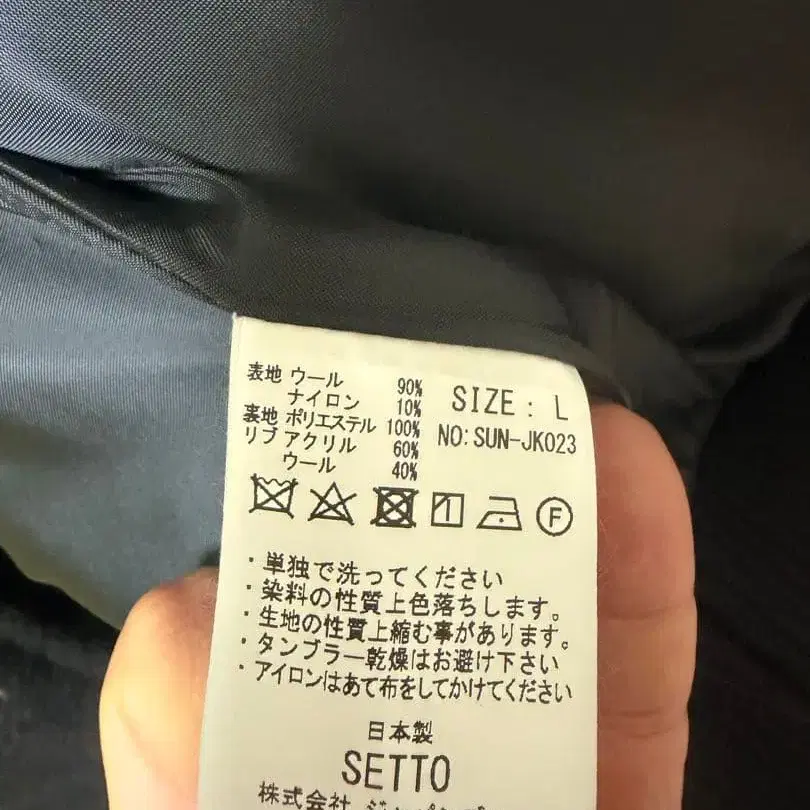 表地 ウール 90%
ナイロン 10%
裏地 ポリエステル 100%
リブ アクリル 60%
ウール 40%
SIZE : L
NO: SUN-JK023
F
・単独で洗ってください
・染料の性質上色落ちします。
・生地の性質上縮む事があります。
・タンブラー乾燥はお避け下さい
・アイロンはあて布をしてかけてください
日本製
SETTO
株式会社